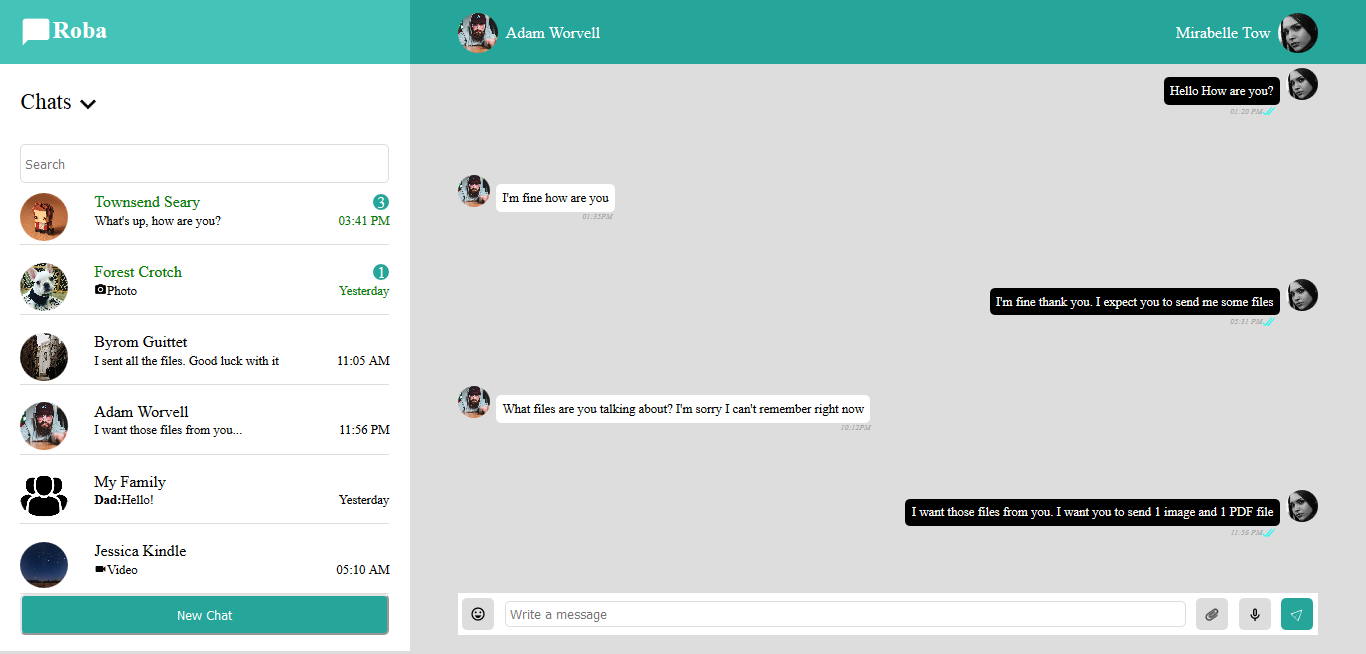 Roba
Adam Worvell
Mirabelle Tow
Chats
Search
Townsend Seary
3
What's up, how are you?
03:41 PM
Forest Crotch
1
Photo
Yesterday
Byrom Guittet
I sent all the files. Good luck with it
11:05 AM
Adam Worvell
I want those files from you...
11:56 PM
My Family
Dad:Hello!
Yesterday
Jessica Kindle
Video
05:10 AM
New Chat
Hello How are you?
01:20 PM
I'm fine how are you
01:35PM
I'm fine thank you. I expect you to send me some files
05:31 PM
What files are you talking about? I'm sorry I can't remember right now
10:12PM
I want those files from you. I want you to send 1 image and 1 PDF file
11:56 PM
Write a message